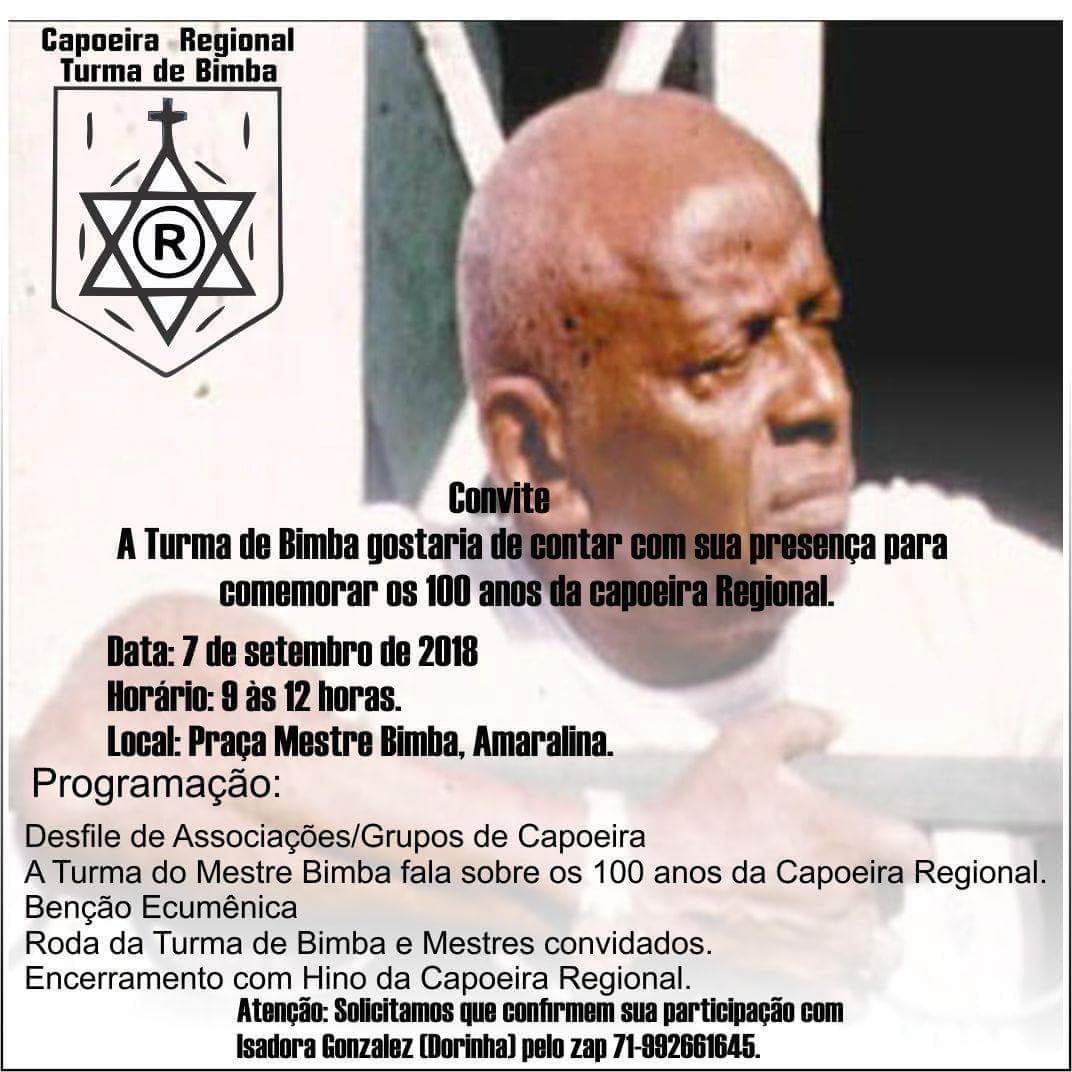 Capoeira Regional
Turma de Bimba
R
Convite
A Turma de Bimba gostaria de contar com sua presença para
comemorar os 100 anos da capoeira Regional.
Data: 7 de setembro de 2018
Horário: 9 às 12 horas.
Local: Praça Mestre Bimba, Amaralina.
Programação:
Desfile de Associações/Grupos de Capoeira
A Turma do Mestre Bimba fala sobre os 100 anos da Capoeira Regional.
Benção Ecumênica
Roda da Turma de Bimba e Mestres convidados.
Encerramento com Hino da Capoeira Regional.
Atenção: Solicitamos que confirmem sua participação com
Isadora Gonzalez (Dorinha) pelo zap 71-992661645.